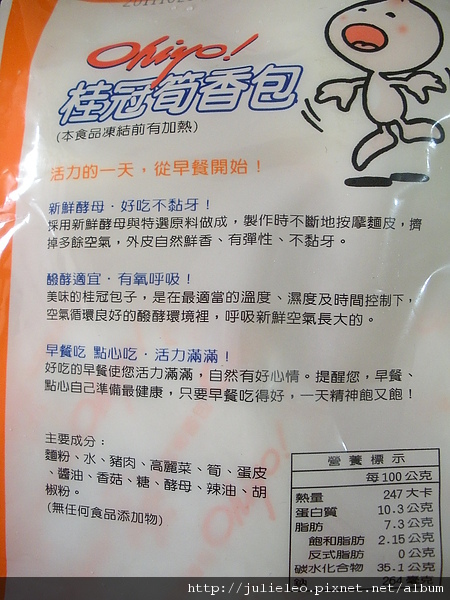 Ohiyo!
桂冠筍香包
(本食品凍結前有加熱)
活力的一天，從早餐開始！
新鮮酵母．好吃不黏牙！
採用新鮮酵母與特選原料做成，製作時不斷地按摩麵皮，擠
掉多餘空氣，外皮自然鮮香、有彈性、不黏牙。
醱酵適宜．有氧呼吸！
美味的桂冠包子，是在最適當的溫度、濕度及時間控制下，
空氣循環良好的醱酵環境裡，呼吸新鮮空氣長大的。
早餐吃 點心吃．活力滿滿！
好吃的早餐使您活力滿滿，自然有好心情。提醒您，早餐、
點心自己準備最健康，只要早餐吃得好，一天精神飽又飽！
主要成分：
麵粉、水、豬肉、高麗菜、筍、蛋皮
、醬油、香菇、糖、酵母、辣油、胡
椒粉。
(無任何食品添加物)
營養標示
每100公克
熱量 247大卡
蛋白質 10.3公克
脂肪 7.3公克
飽和脂肪 2.15公克
反式脂肪 0公克
碳水化合物 35.1公克
鈉 264毫克
http://julieleo.pixnet.net/album